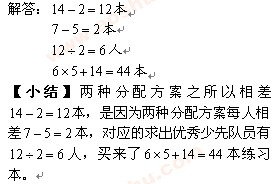 解答：14－2＝12本
7－5＝2本
12÷2＝6人
6×5＋14＝44本
【小结】两种分配方案之所以相差
14－2＝12本，是因为两种分配方案每人相
差7－5＝2本，对应的求出优秀少先队员有
12÷2＝6人，买来了6×5＋14＝44本练习
本。